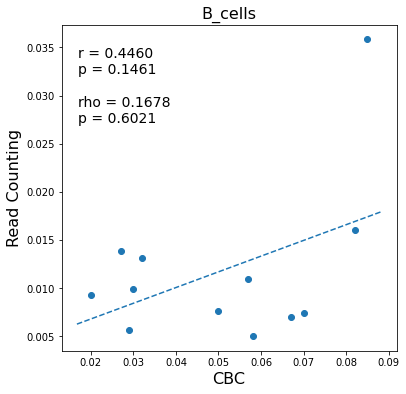 B_cells
r = 0.4460
p = 0.1461
rho = 0.1678
p = 0.6021
Read Counting
0.035
0.030
0.025
0.020
0.015
0.010
0.005
0.02 0.03 0.04 0.05 0.06 0.07 0.08 0.09
CBC